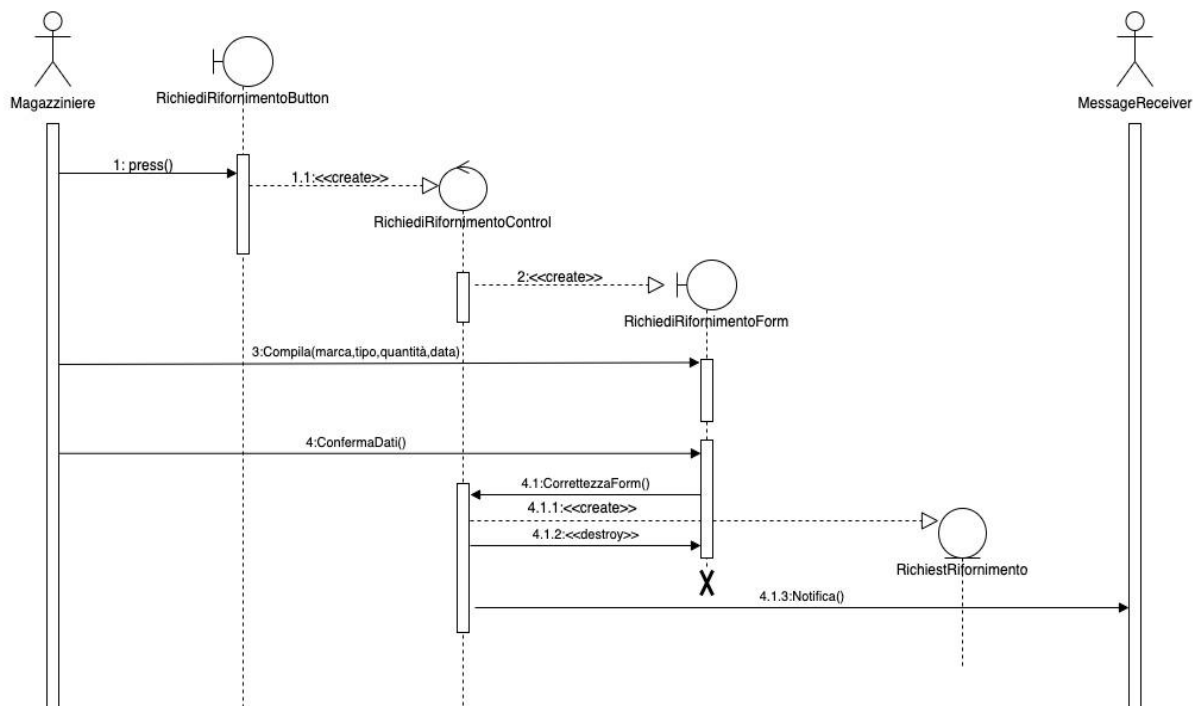 Magazziniere
RichiediRifornimentoButton
MessageReceiver
1: press()
1.1:<<create>>
RichiediRifornimentoControl
2:<<create>>
RichiediRifornimentoForm
3:Compila(marca,tipo,quantità,data)
4:ConfermaDati()
4.1:CorrettezzaForm()
4.1.1:<<create>>
4.1.2:<<destroy>>
RichiestRifornimento
4.1.3:Notifica()